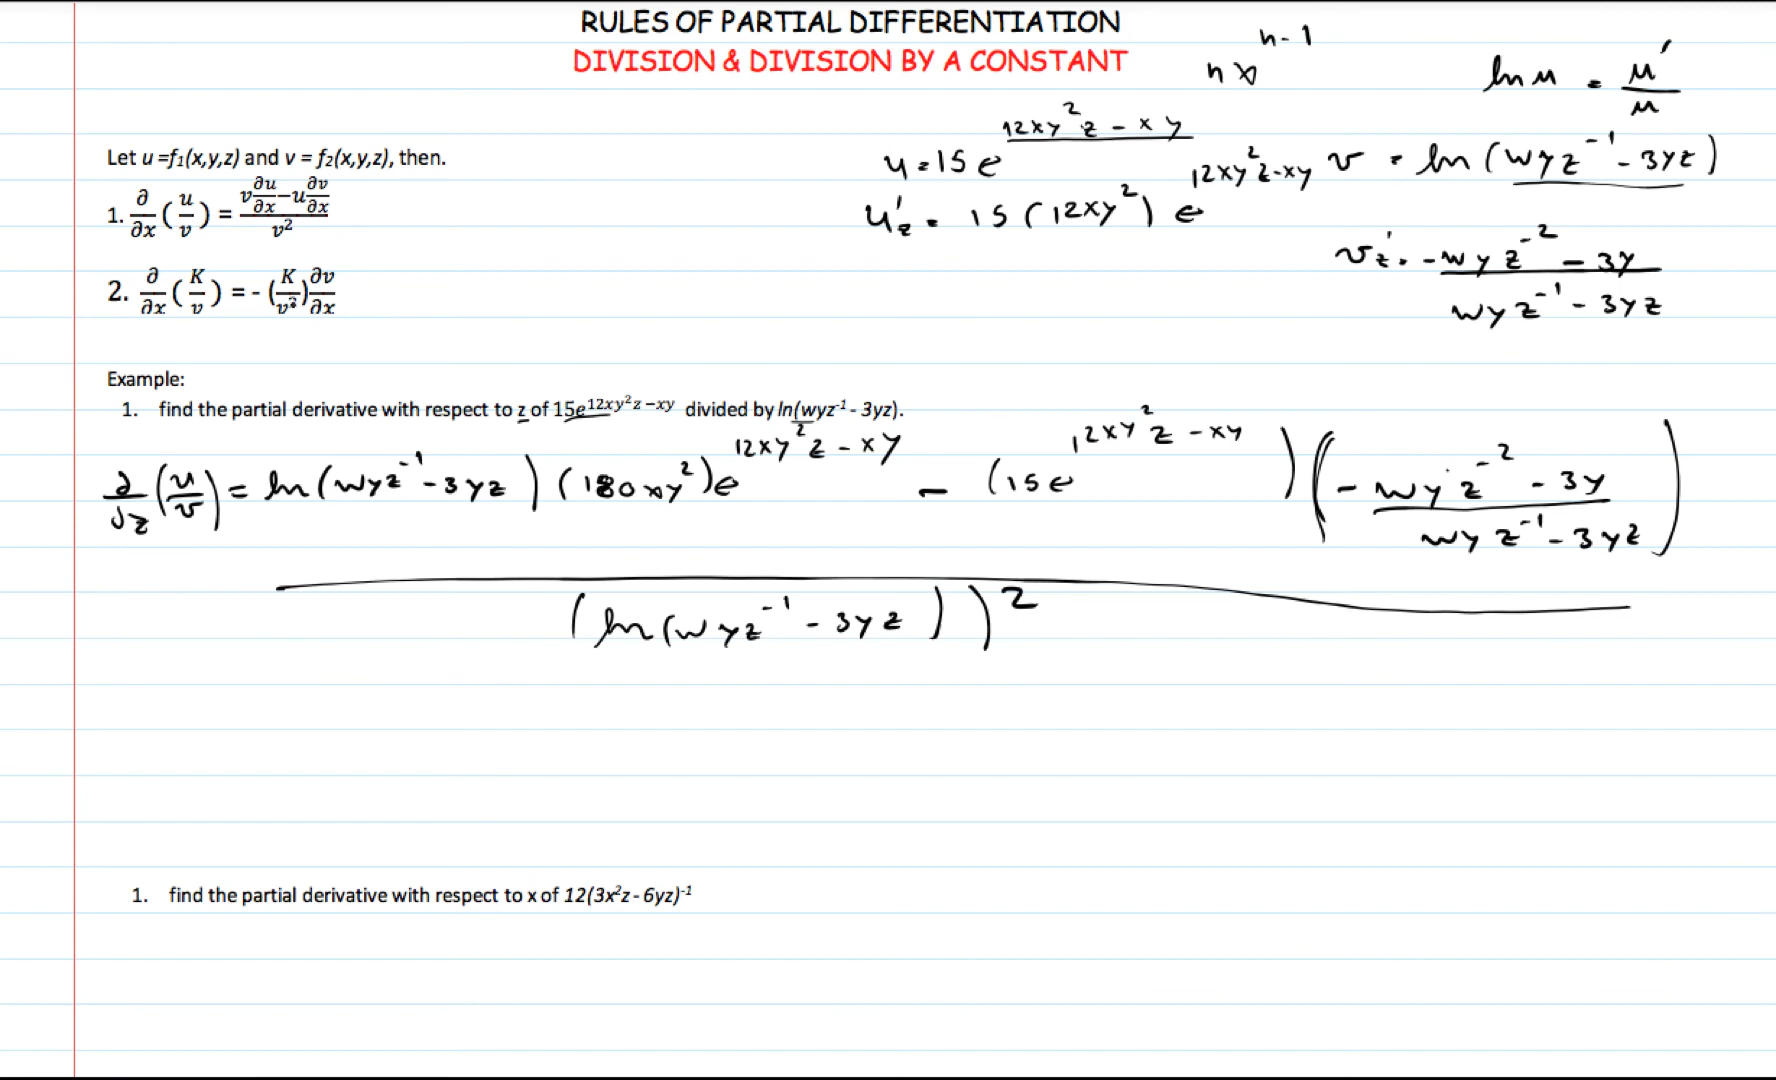 RULES OF PARTIAL DIFFERENTIATION
DIVISION & DIVISION BY A CONSTANT
n x^(n-1)
ln u = u'/u
Let u =f₁(x,y,z) and v = f₂(x,y,z), then.
1. ∂/∂x (u/v) = (v ∂u/∂x − u ∂v/∂x)/v²
2. ∂/∂x (K/v) = - (K/v²) ∂v/∂x
u = 15 e^(12xy²z - xy)
u'z = 15 (12xy²) e^(12xy²z-xy)
v = ln (wyz⁻¹ - 3yz)
v'z = (-wyz⁻² - 3y)/(wyz⁻¹ - 3yz)
Example:
1. find the partial derivative with respect to z of 15e^(12xy²z−xy) divided by ln(wyz⁻¹ - 3yz).
∂/∂z (u/v) = ln(wyz⁻¹ - 3yz) (180xy²) e^(12xy²z - xy) - (15e^(12xy²z - xy)) ((-wyz⁻² - 3y)/(wyz⁻¹ - 3yz))
(ln(wyz⁻¹ - 3yz))²
1. find the partial derivative with respect to x of 12(3x²z - 6yz)⁻¹